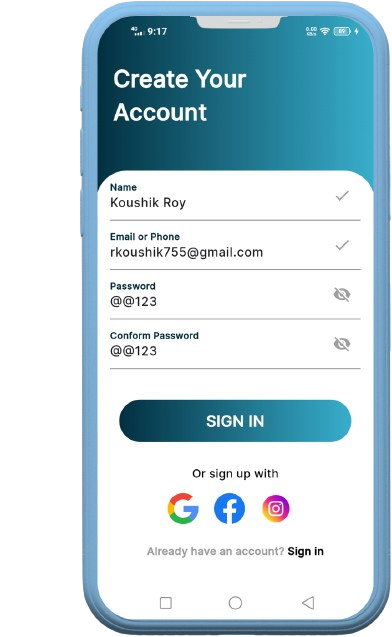 4G 9:17
0.00 KB/s 89
Create Your
Account
Name
Koushik Roy
Email or Phone
rkoushik755@gmail.com
Password
@@123
Conform Password
@@123
SIGN IN
Or sign up with
Already have an account? Sign in